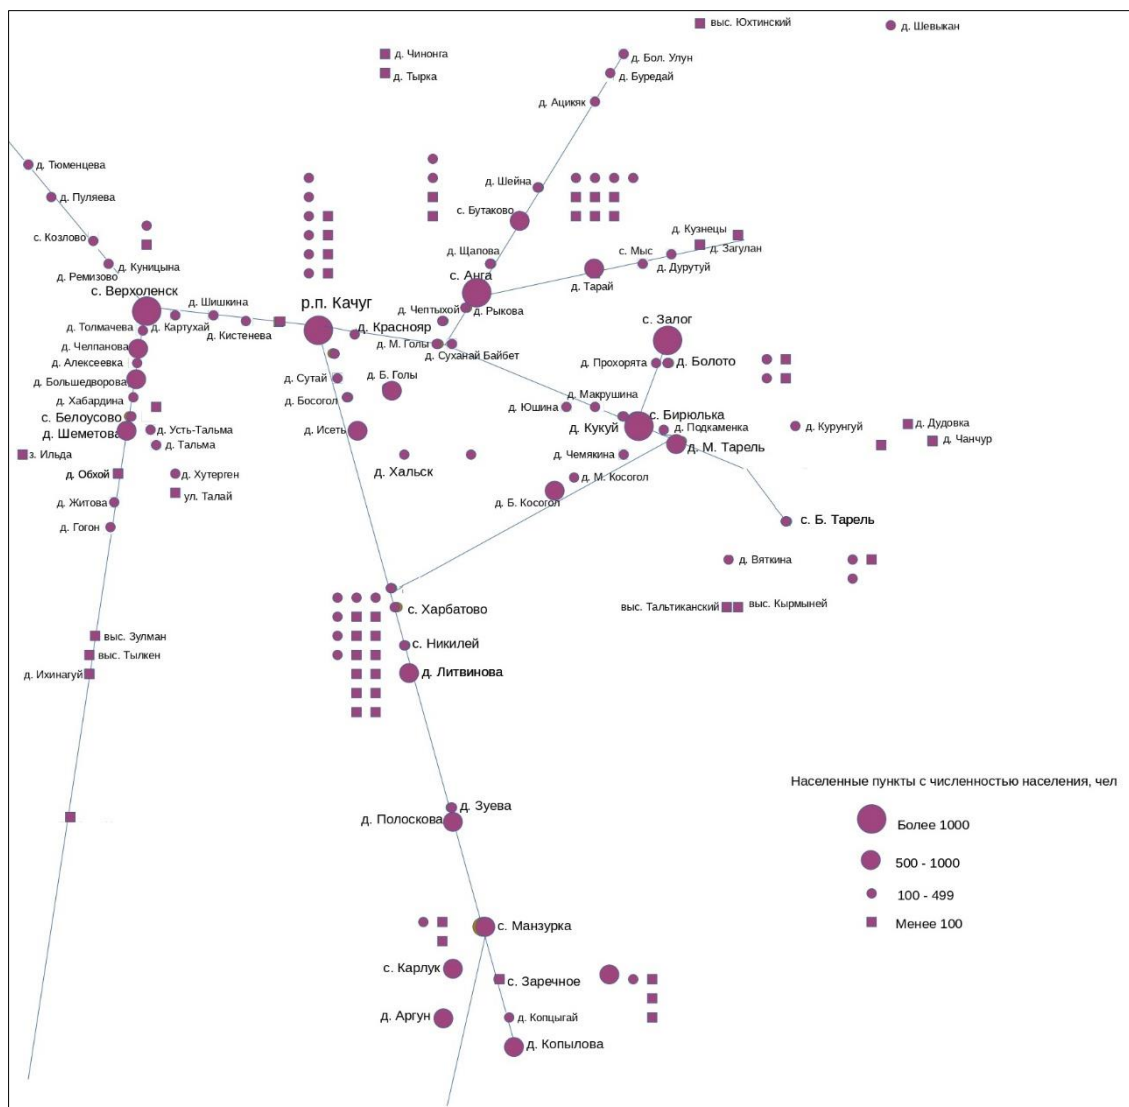 выс. Юхтинский
д. Шевыкан
д. Чинонга
д. Бол. Улун
д. Тырка
д. Буредай
д. Ацикяк
д. Тюменцева
д. Шейна
д. Пуляева
с. Бутаково
д. Кузнецы
с. Козлово
д. Загулан
д. Щапова
с. Мыс
д. Куницына
д. Дурутуй
д. Ремизово
с. Анга
д. Тарай
с. Верхоленск
д. Шишкина
р.п. Качуг
д. Чептыхой
д. Рыкова
с. Залог
д. Толмачева
д. Картухай
д. Кистенева
д. Краснояр
д. Челпанова
д. М. Голы
д. Суханай Байбет
д. Алексеевка
д. Прохорята
д. Болото
д. Большедворова
д. Сутай
д. Б. Голы
д. Хабардина
д. Босогол
д. Юшина
д. Макрушина
с. Белоусово
с. Бирюлька
д. Шеметова
д. Усть-Тальма
д. Исеть
д. Кукуй
д. Подкаменка
д. Курунгуй
д. Дудовка
д. Тальма
д. М. Тарель
д. Чанчур
з. Ильда
д. Чемякина
д. Обхой
д. Хутерген
д. Хальск
д. М. Косогол
ул. Талай
д. Житова
д. Б. Косогол
д. Гогон
с. Б. Тарель
д. Вяткина
с. Харбатово
выс. Тальтиканский
выс. Кырмыней
выс. Зулман
с. Никилей
выс. Тылкен
д. Ихинагуй
д. Литвинова
Населенные пункты с численностью населения, чел
д. Зуева
д. Полоскова
Более 1000
500 - 1000
100 - 499
Менее 100
с. Манзурка
с. Карлук
с. Заречное
д. Аргун
д. Копцыгай
д. Копылова